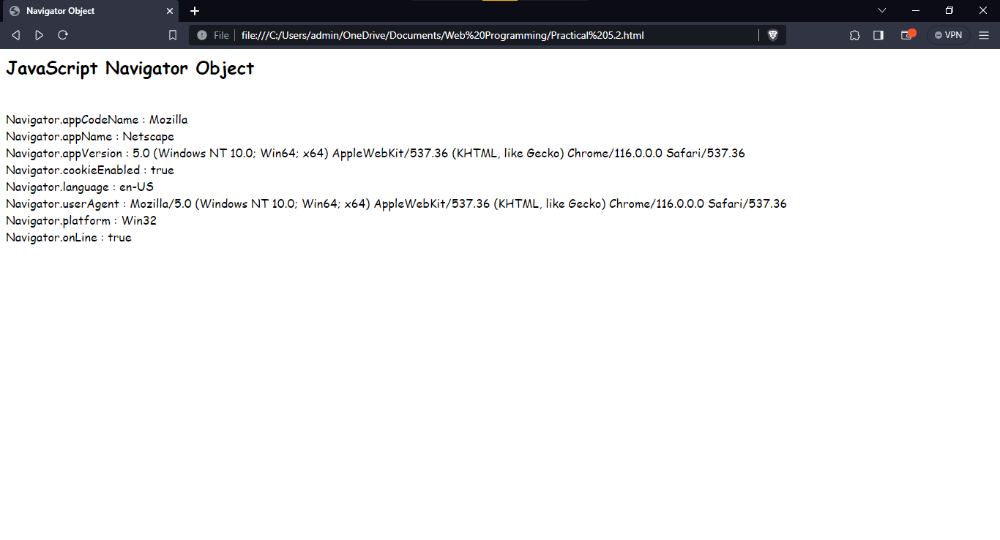 Navigator Object
File
file:///C:/Users/admin/OneDrive/Documents/Web%20Programming/Practical%205.2.html
VPN
JavaScript Navigator Object
Navigator.appCodeName : Mozilla
Navigator.appName : Netscape
Navigator.appVersion : 5.0 (Windows NT 10.0; Win64; x64) AppleWebKit/537.36 (KHTML, like Gecko) Chrome/116.0.0.0 Safari/537.36
Navigator.cookieEnabled : true
Navigator.language : en-US
Navigator.userAgent : Mozilla/5.0 (Windows NT 10.0; Win64; x64) AppleWebKit/537.36 (KHTML, like Gecko) Chrome/116.0.0.0 Safari/537.36
Navigator.platform : Win32
Navigator.onLine : true